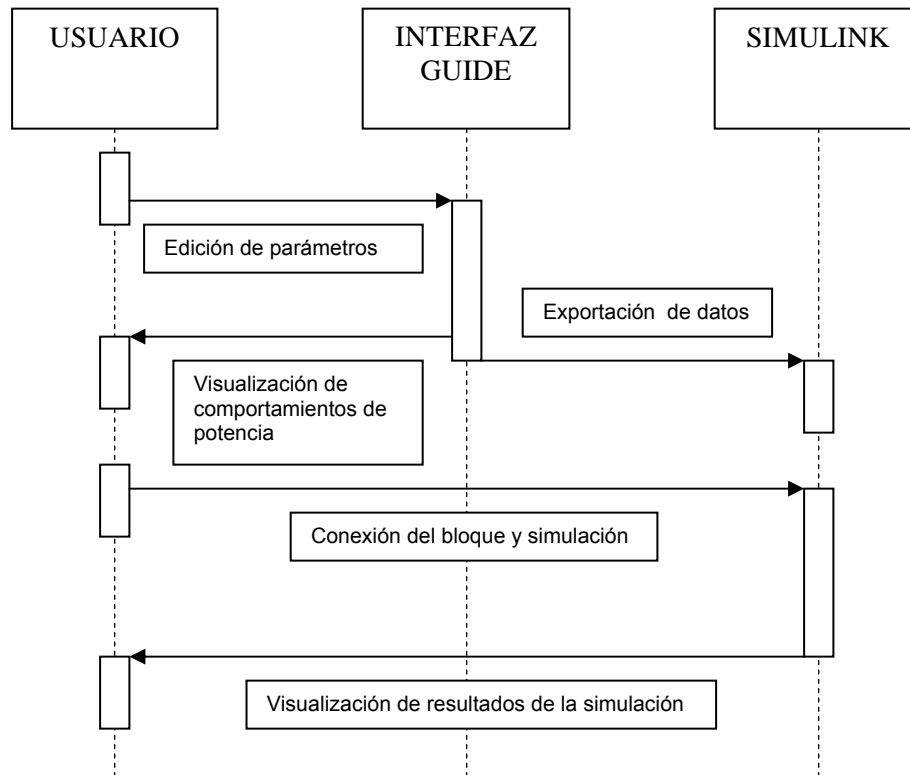 USUARIO
INTERFAZ
GUIDE
SIMULINK
Edición de parámetros
Exportación de datos
Visualización de
comportamientos de
potencia
Conexión del bloque y simulación
Visualización de resultados de la simulación